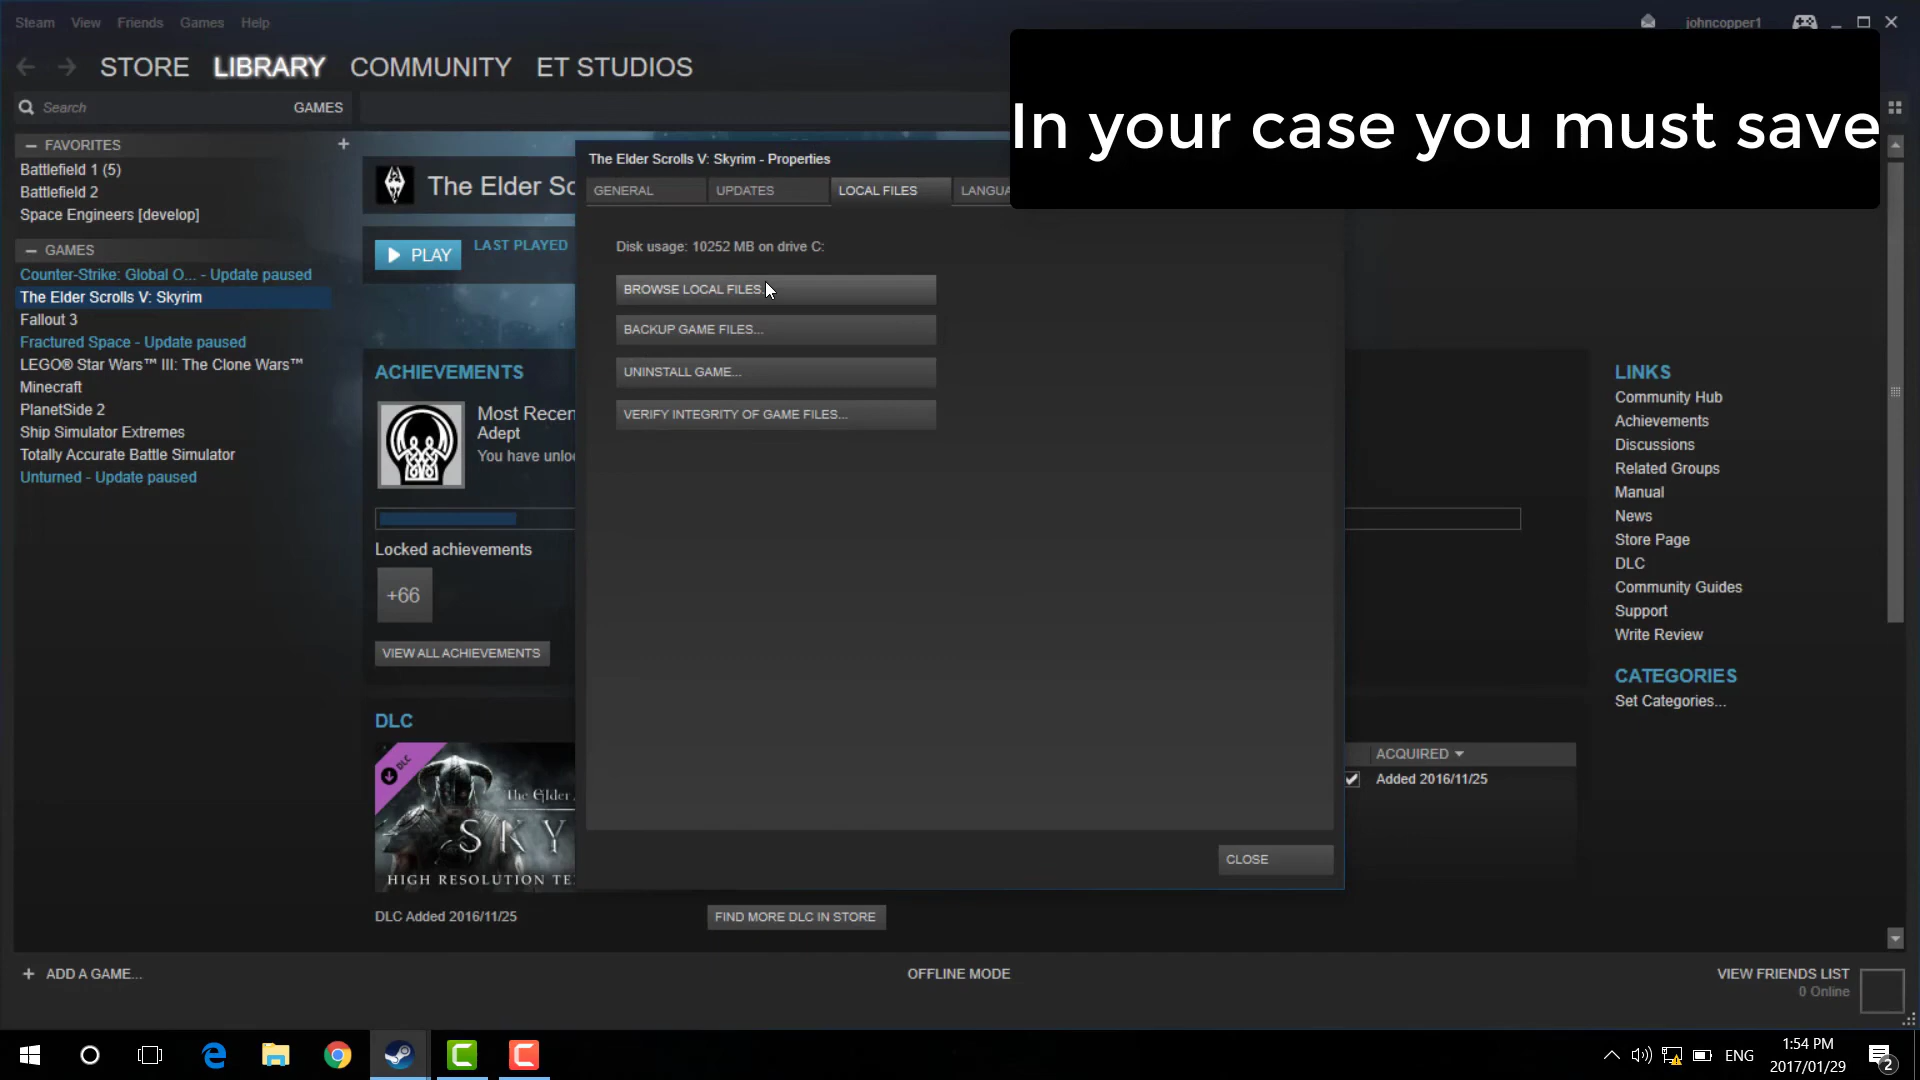 Steam View Friends Games Help
johncopper1
STORE LIBRARY COMMUNITY ET STUDIOS
In your case you must save
Search GAMES
FAVORITES
Battlefield 1 (5)
Battlefield 2
Space Engineers [develop]
GAMES
Counter-Strike: Global O... - Update paused
The Elder Scrolls V: Skyrim
Fallout 3
Fractured Space - Update paused
LEGO® Star Wars™ III: The Clone Wars™
Minecraft
PlanetSide 2
Ship Simulator Extremes
Totally Accurate Battle Simulator
Unturned - Update paused
The Elder Sc
PLAY LAST PLAYED
ACHIEVEMENTS
Most Recen
Adept
You have unlo
Locked achievements
+66
VIEW ALL ACHIEVEMENTS
DLC
DLC
The Elder
SKY
HIGH RESOLUTION TE
DLC Added 2016/11/25
FIND MORE DLC IN STORE
The Elder Scrolls V: Skyrim - Properties
GENERAL UPDATES LOCAL FILES LANGUA
Disk usage: 10252 MB on drive C:
BROWSE LOCAL FILES...
BACKUP GAME FILES...
UNINSTALL GAME...
VERIFY INTEGRITY OF GAME FILES...
CLOSE
ACQUIRED
Added 2016/11/25
LINKS
Community Hub
Achievements
Discussions
Related Groups
Manual
News
Store Page
DLC
Community Guides
Support
Write Review
CATEGORIES
Set Categories...
ADD A GAME...
OFFLINE MODE
VIEW FRIENDS LIST
0 Online
ENG
1:54 PM
2017/01/29
2